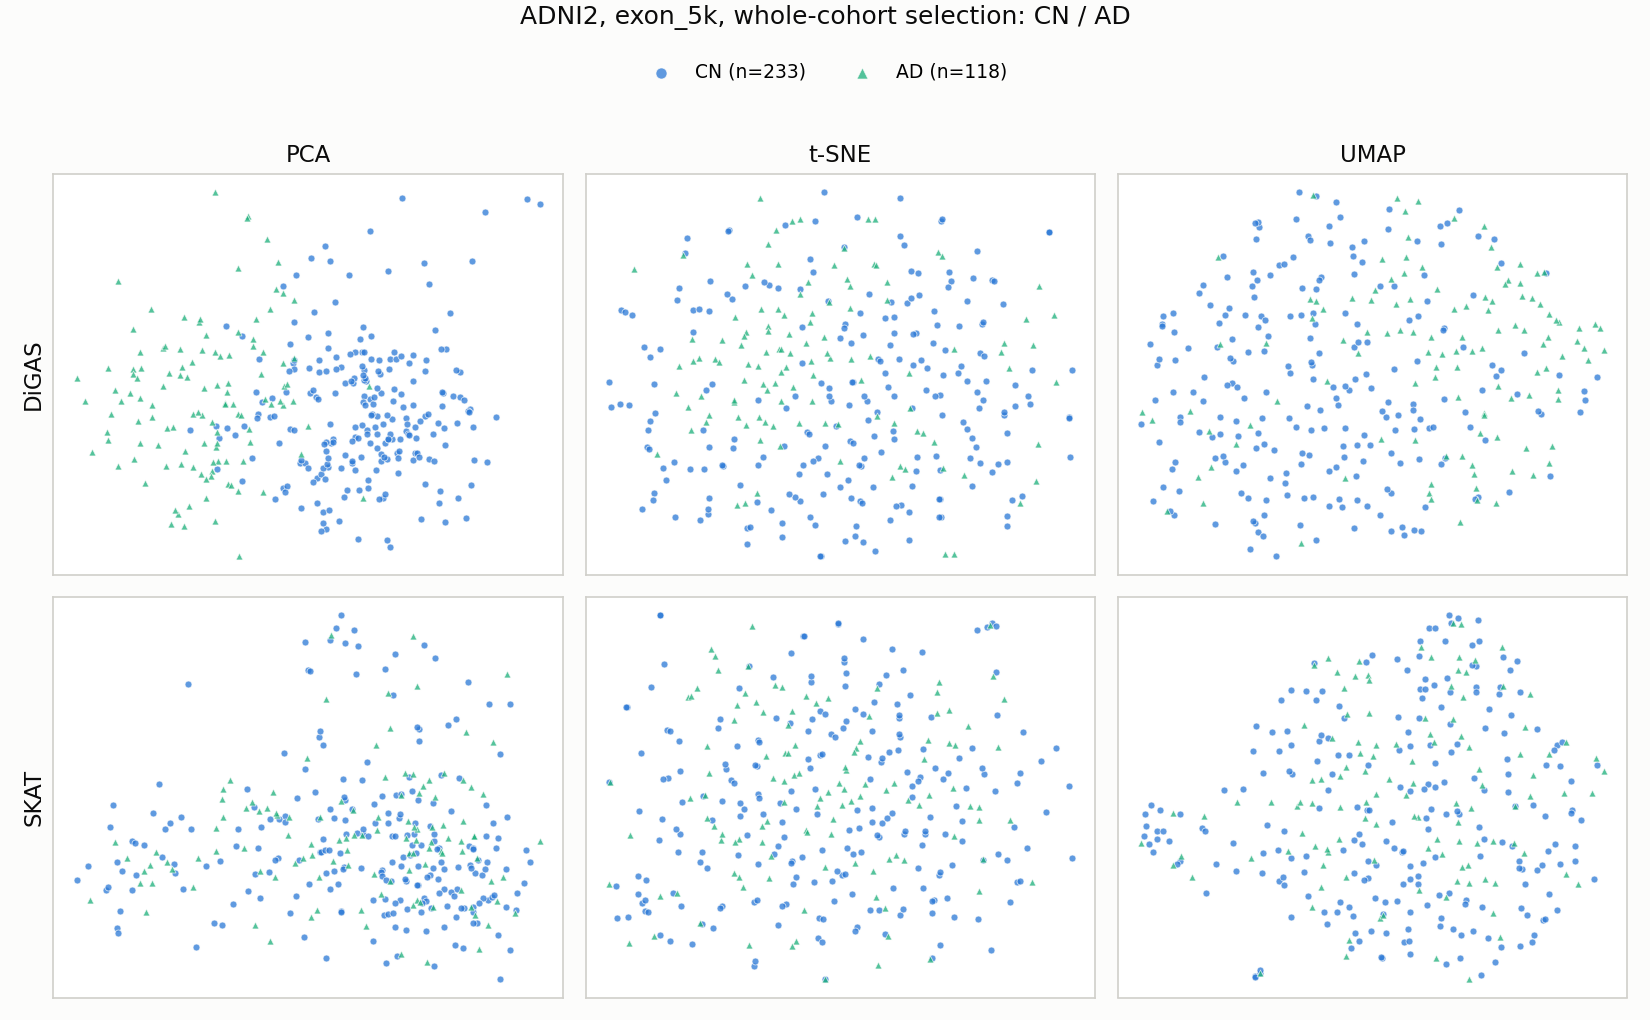 ADNI2, exon_5k, whole-cohort selection: CN / AD
CN (n=233) AD (n=118)
PCA t-SNE UMAP
DiGAS
SKAT